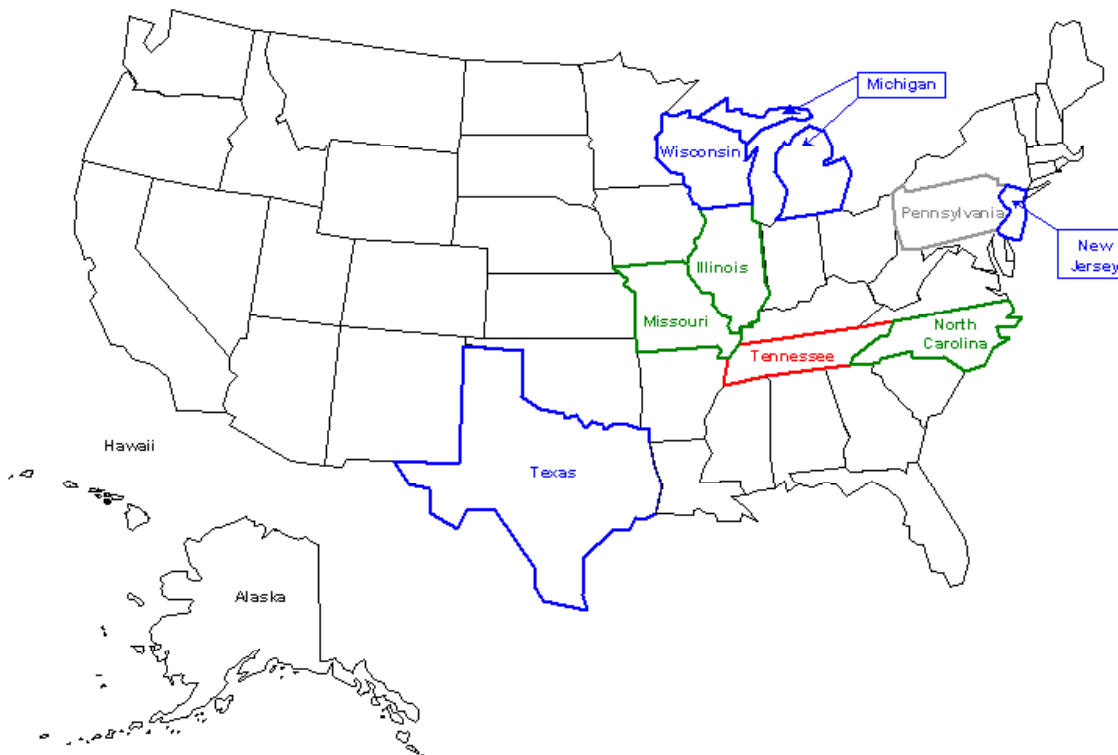 Michigan
Wisconsin
Pennsylvania
New
Jersey
Illinois
Missouri
North
Carolina
Tennessee
Hawaii
Texas
Alaska